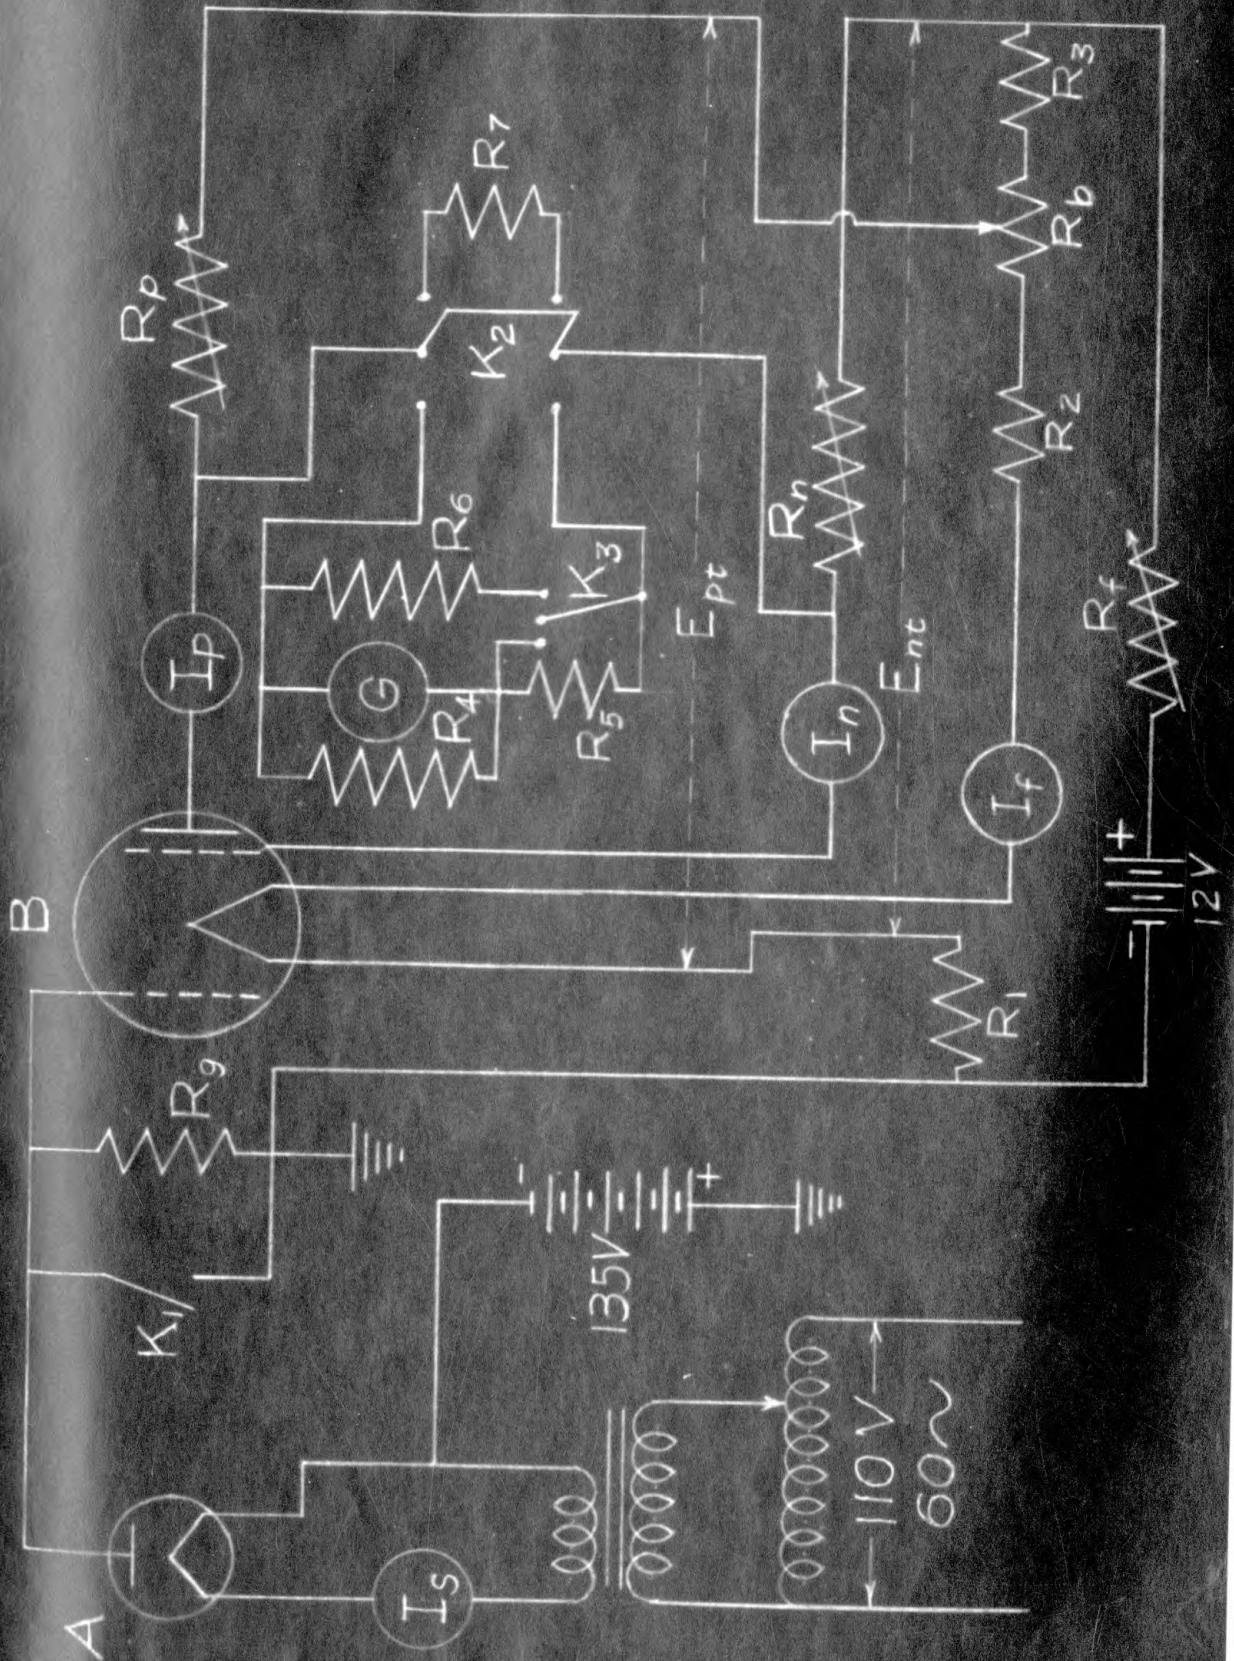 A
B
Is
K1
Rg
135V
-
+
110 V
60~
Ip
Rp
R4
G
R6
R5
K3
K2
R7
Ept
Ent
In
Rn
If
R1
R2
Rb
R3
-
+
12V
Rf